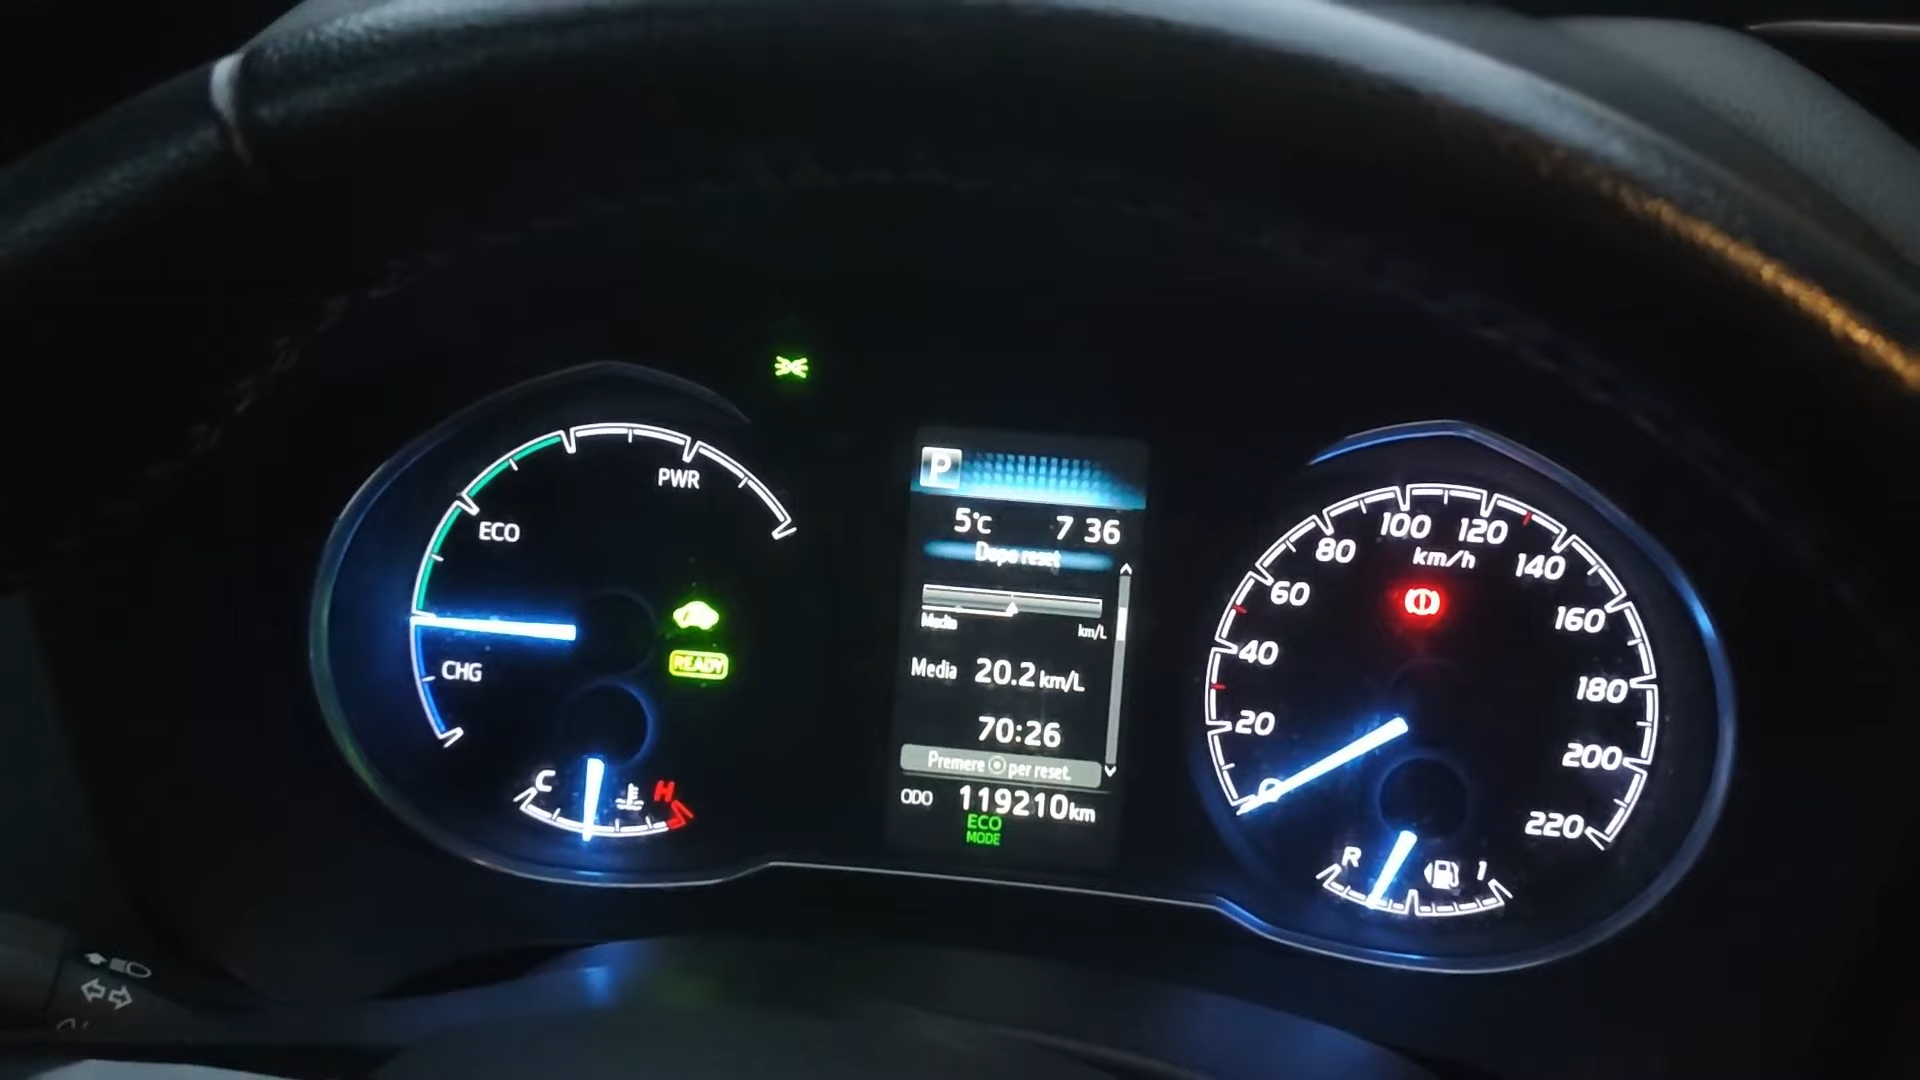 PWR
ECO
CHG
READY
C
H
P
5°C 7 36
Dopo reset
Media km/L
Media 20.2 km/L
70:26
Premere ⊙ per reset.
ODO 119210 km
ECO
MODE
0
20
40
60
80
100
120
140
160
180
200
220
km/h
R
1